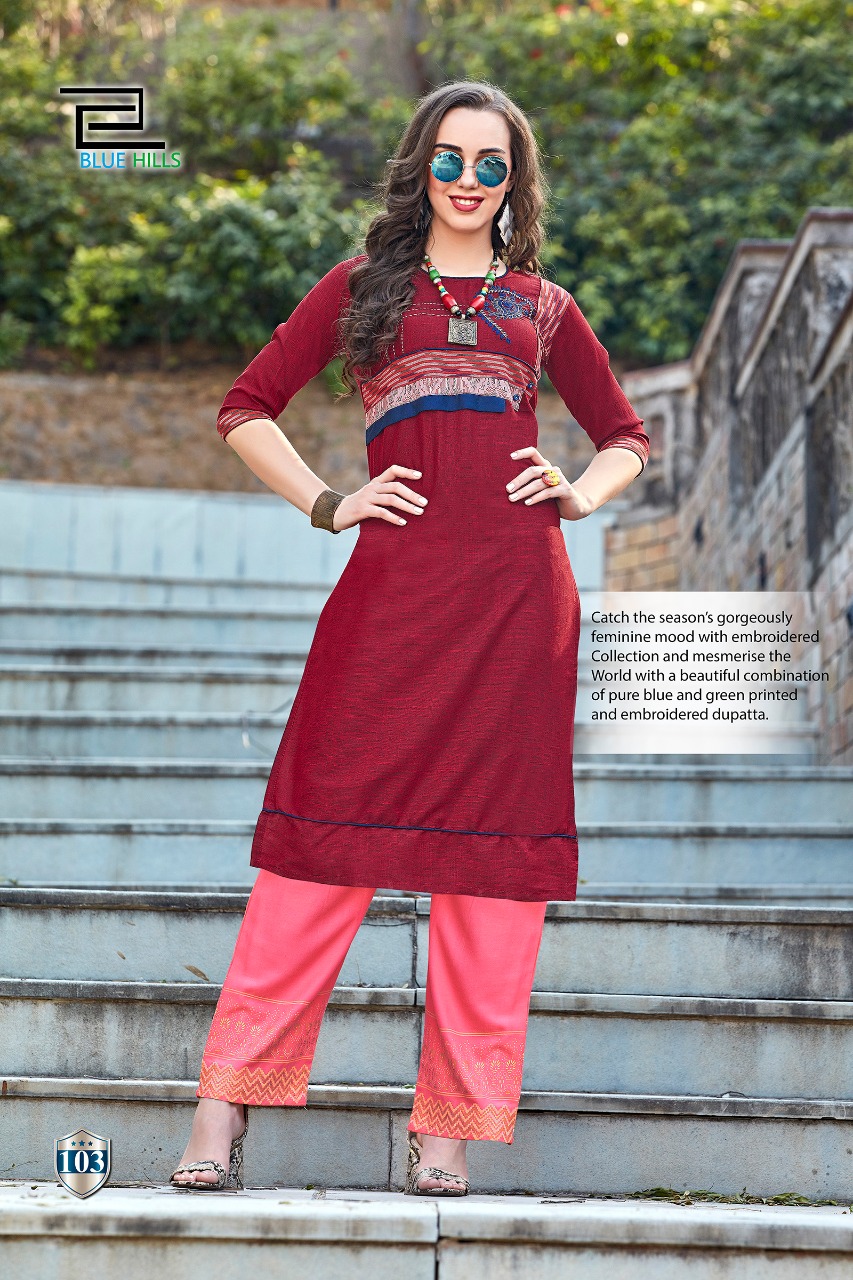 BLUE HILLS
Catch the season's gorgeously
feminine mood with embroidered
Collection and mesmerise the
World with a beautiful combination
of pure blue and green printed
and embroidered dupatta.
103